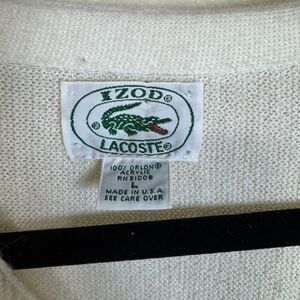 IZOD®
®
LACOSTE®
100% ORLON®
ACRYLIC
RN 21008
L
MADE IN U.S.A.
SEE CARE OVER